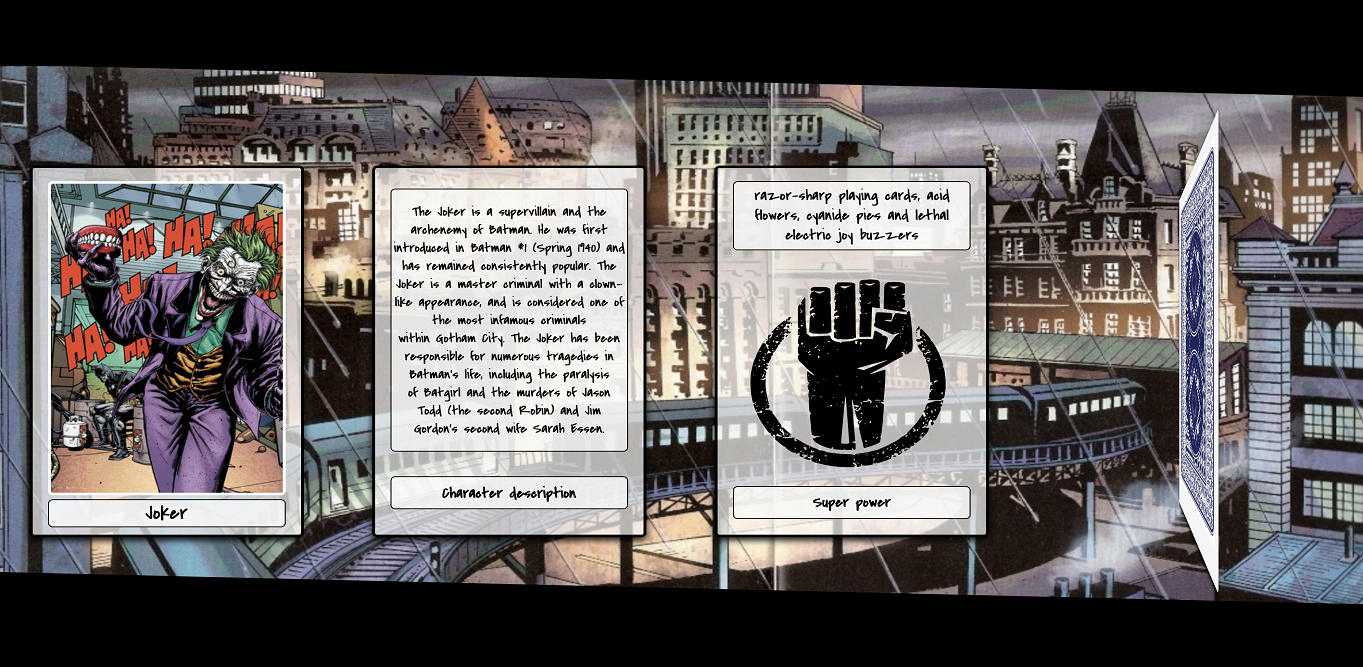 HA!
HA! HA! HA!
HA!
HA!
Joker
The Joker is a supervillain and the
archenemy of Batman. He was first
introduced in Batman #1 (Spring 1940) and
has remained consistently popular. The
Joker is a master criminal with a clown-
like appearance, and is considered one of
the most infamous criminals
within Gotham City. The Joker has been
responsible for numerous tragedies in
Batman's life, including the paralysis
of Batgirl and the murders of Jason
Todd (the second Robin) and Jim
Gordon's second wife Sarah Essen.
Character description
razor-sharp playing cards, acid
flowers, cyanide pies and lethal
electric joy buzzers
Super power